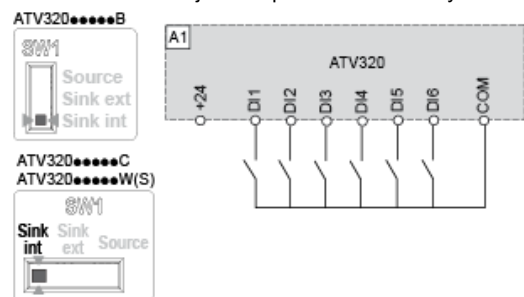 ATV320●●●●●B
SW1
Source
Sink ext
Sink int
ATV320●●●●●C
ATV320●●●●●W(S)
SW1
Sink int
Sink ext
Source
A1
ATV320
+24
DI1
DI2
DI3
DI4
DI5
DI6
COM